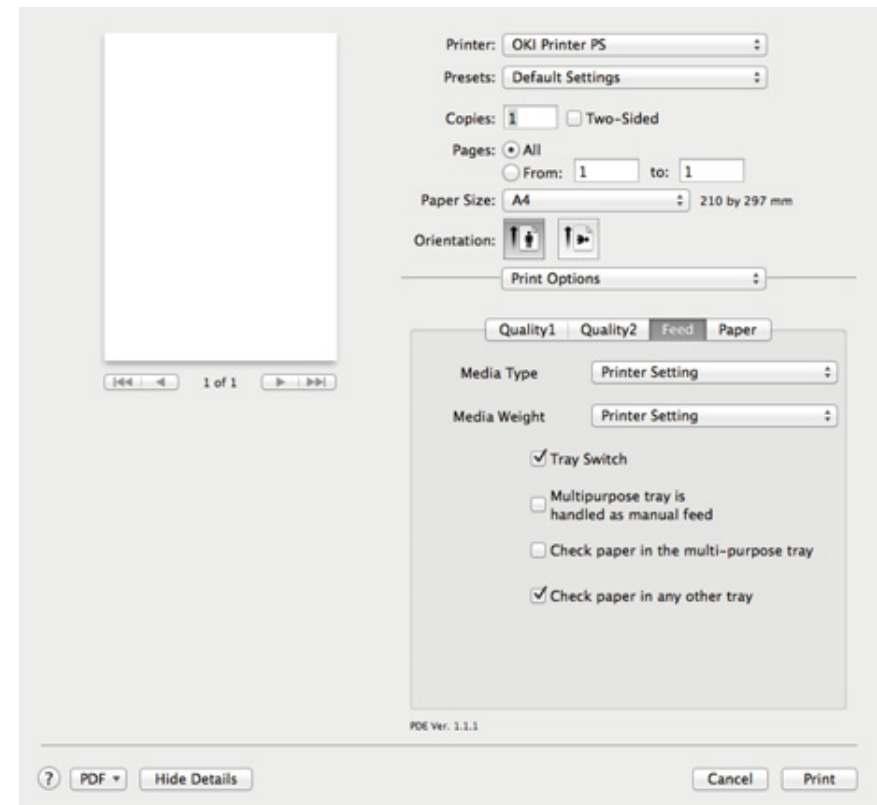 Printer: OKI Printer PS
Presets: Default Settings
Copies: 1 Two-Sided
Pages: All
From: 1 to: 1
Paper Size: A4 210 by 297 mm
Orientation:
Print Options
Quality1 Quality2 Feed Paper
1 of 1
Media Type Printer Setting
Media Weight Printer Setting
Tray Switch
Multipurpose tray is
handled as manual feed
Check paper in the multi-purpose tray
Check paper in any other tray
PDE Ver. 1.1.1
? PDF Hide Details Cancel Print